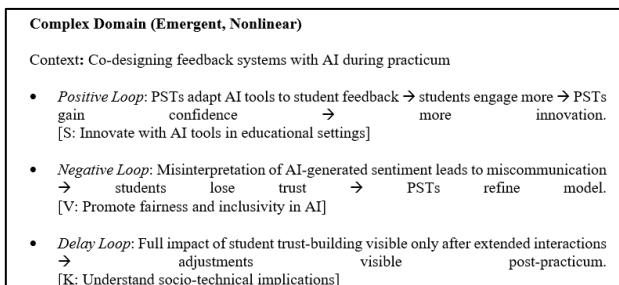 Complex Domain (Emergent, Nonlinear)
Context: Co-designing feedback systems with AI during practicum
• Positive Loop: PSTs adapt AI tools to student feedback → students engage more → PSTs
gain confidence → more innovation.
[S: Innovate with AI tools in educational settings]
• Negative Loop: Misinterpretation of AI-generated sentiment leads to miscommunication
→ students lose trust → PSTs refine model.
[V: Promote fairness and inclusivity in AI]
• Delay Loop: Full impact of student trust-building visible only after extended interactions
→ adjustments visible post-practicum.
[K: Understand socio-technical implications]